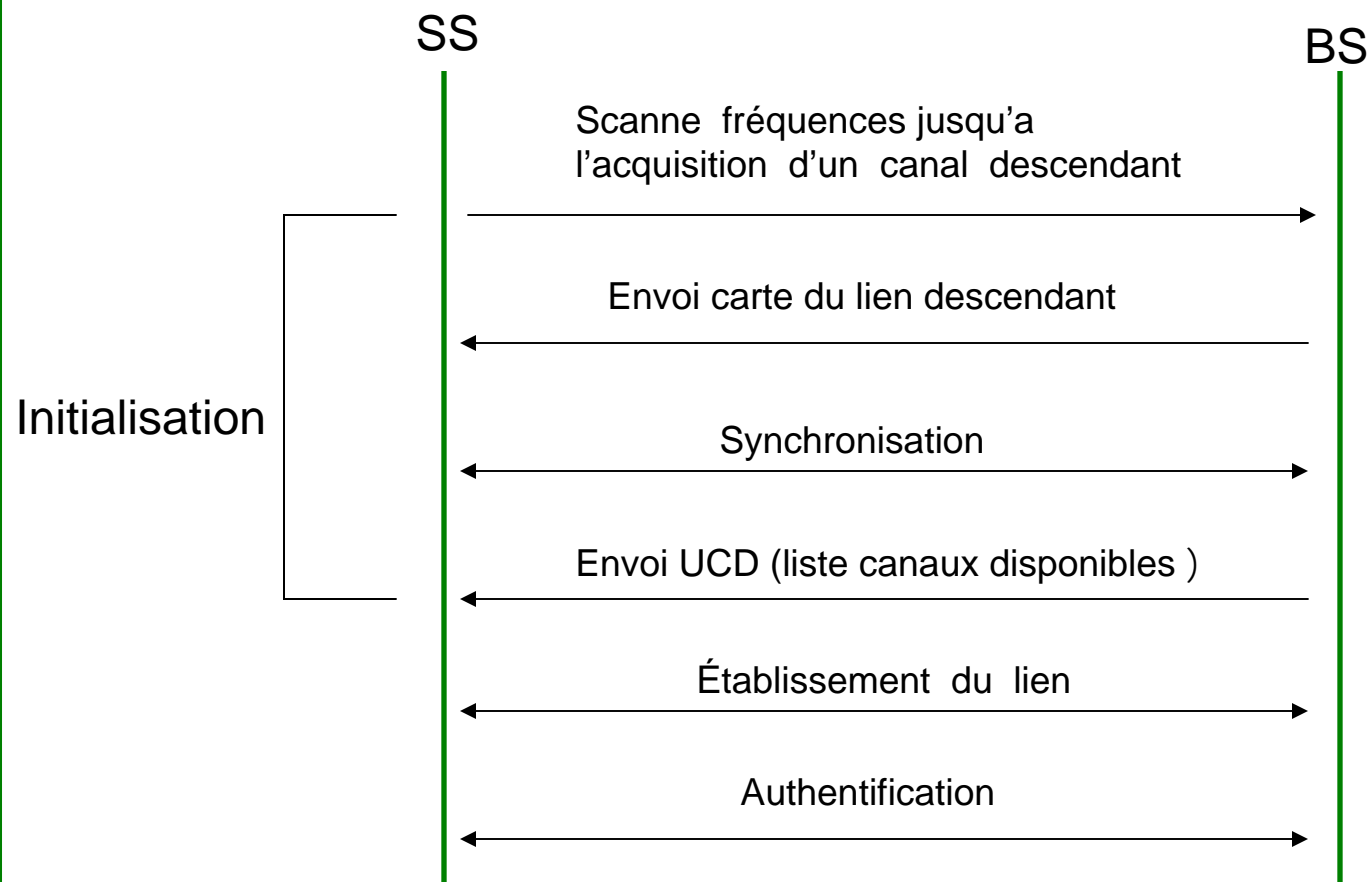 SS
BS
Scanne fréquences jusqu'a
l'acquisition d'un canal descendant
Envoi carte du lien descendant
Initialisation
Synchronisation
Envoi UCD (liste canaux disponibles )
Établissement du lien
Authentification